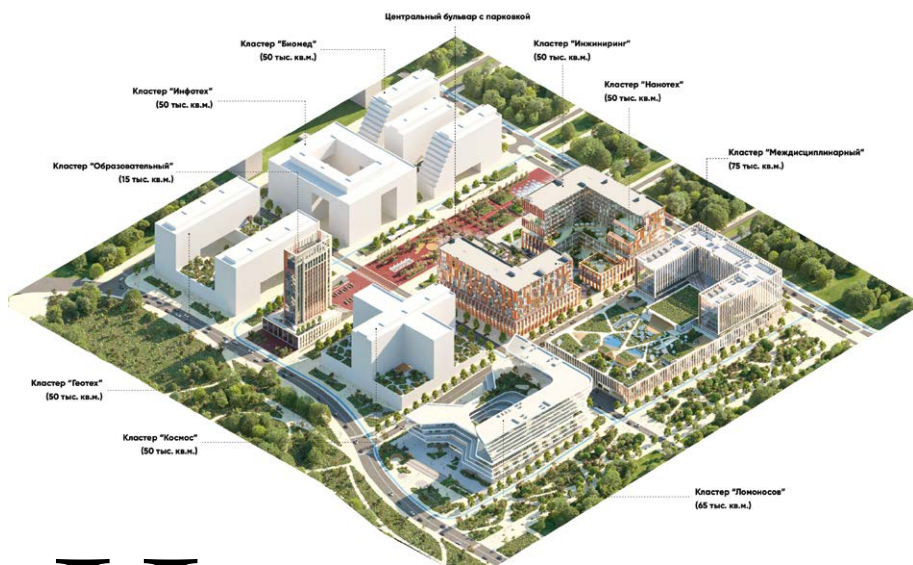 Центральный бульвар с парковкой
Кластер “Биомед”
(50 тыс. кв.м.)
Кластер “Инжиниринг”
(50 тыс. кв.м.)
Кластер “Инфотех”
(50 тыс. кв.м.)
Кластер “Нанотех”
(50 тыс. кв.м.)
Кластер “Образовательный”
(15 тыс. кв.м.)
Кластер “Междисциплинарный”
(75 тыс. кв.м.)
Кластер “Геотех”
(50 тыс. кв.м.)
Кластер “Космос”
(50 тыс. кв.м.)
Кластер “Ломоносов”
(65 тыс. кв.м.)